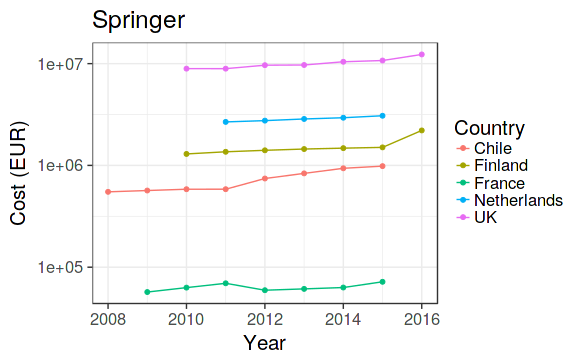 Springer
Cost (EUR)
1e+07
1e+06
1e+05
2008 2010 2012 2014 2016
Year
Country
Chile
Finland
France
Netherlands
UK